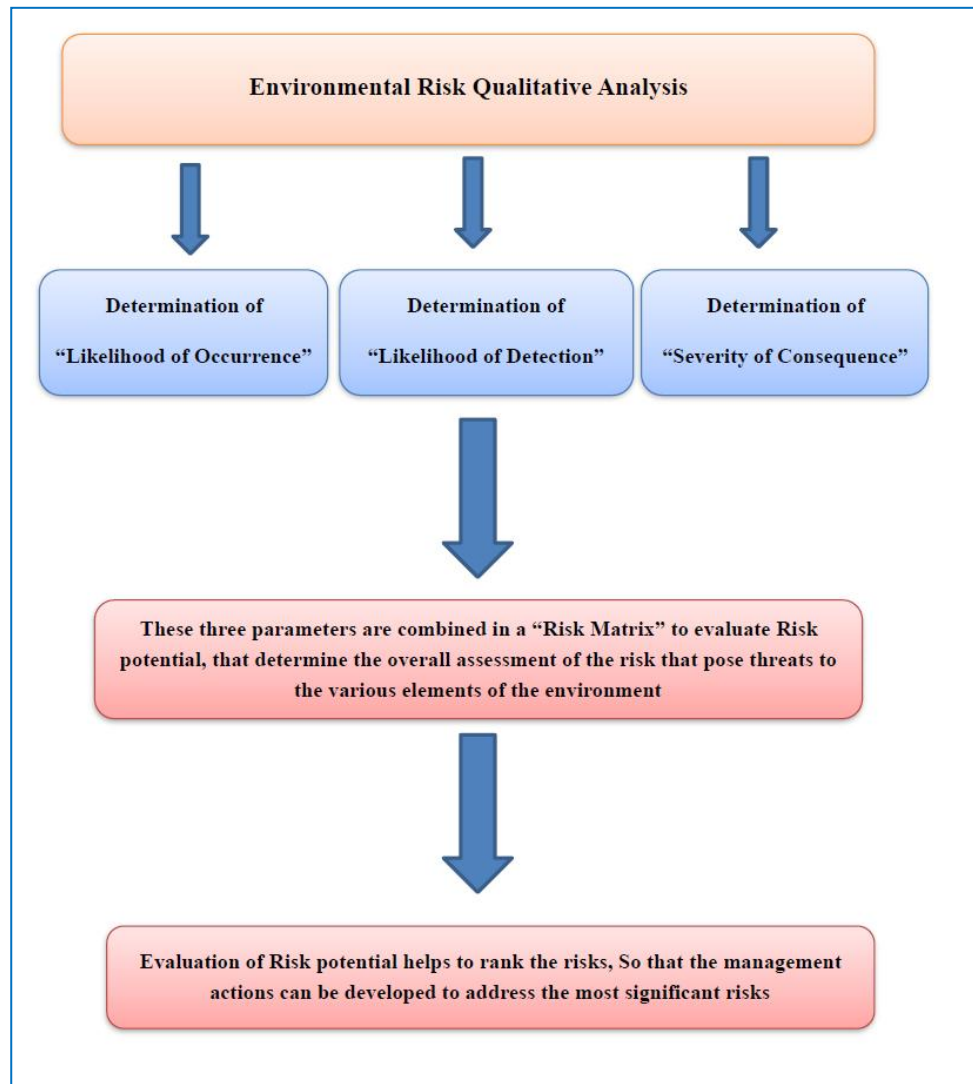 Environmental Risk Qualitative Analysis
Determination of
“Likelihood of Occurrence”
Determination of
“Likelihood of Detection”
Determination of
“Severity of Consequence”
These three parameters are combined in a “Risk Matrix” to evaluate Risk
potential, that determine the overall assessment of the risk that pose threats to
the various elements of the environment
Evaluation of Risk potential helps to rank the risks, So that the management
actions can be developed to address the most significant risks